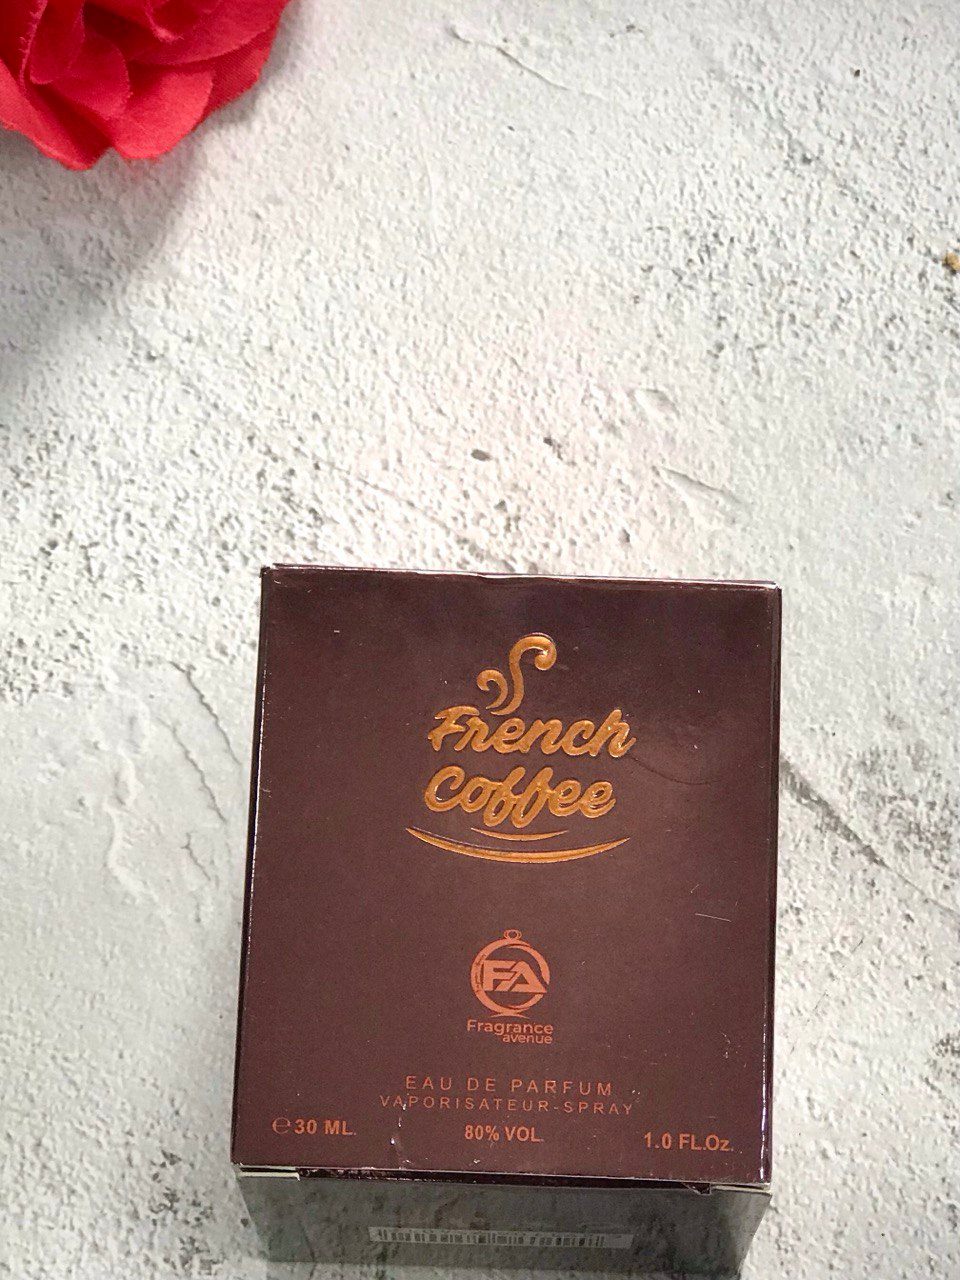 French
Coffee
FA
Fragrance
avenue
EAU DE PARFUM
VAPORISATEUR-SPRAY
℮30 ML. 80% VOL. 1.0 FL.Oz.